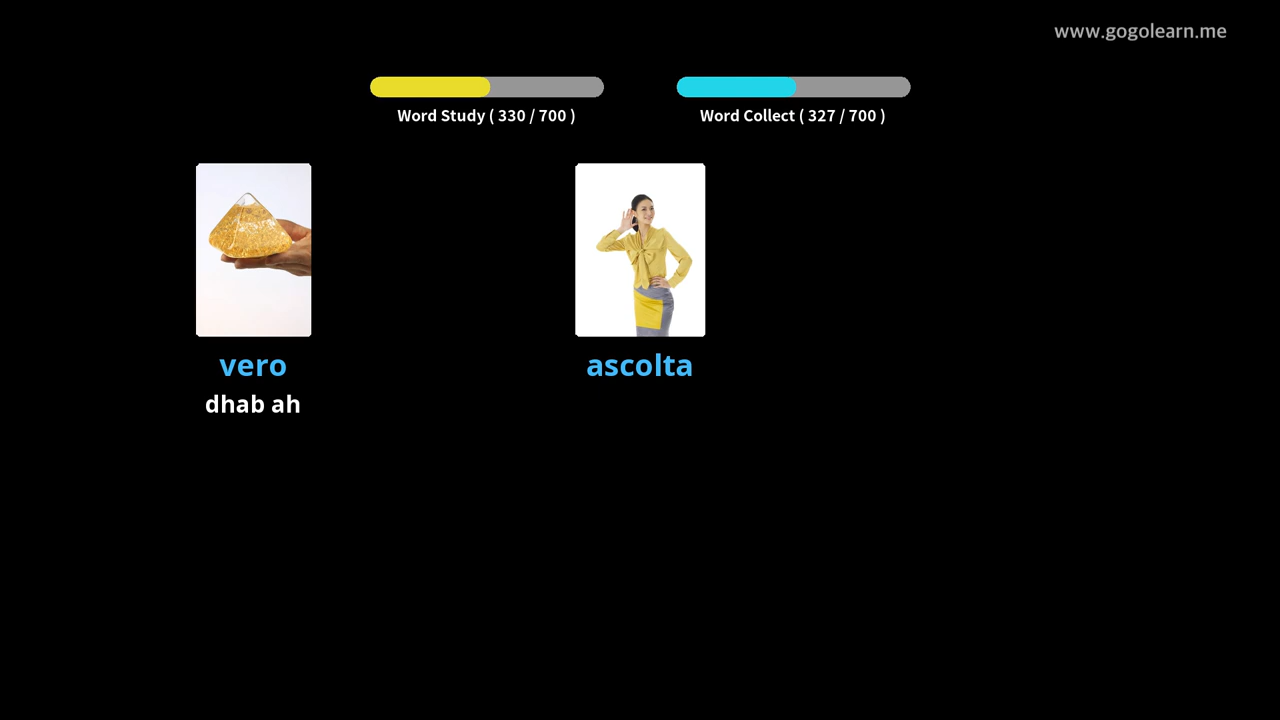 www.gogolearn.me
Word Study ( 330 / 700 )
Word Collect ( 327 / 700 )
vero
dhab ah
ascolta